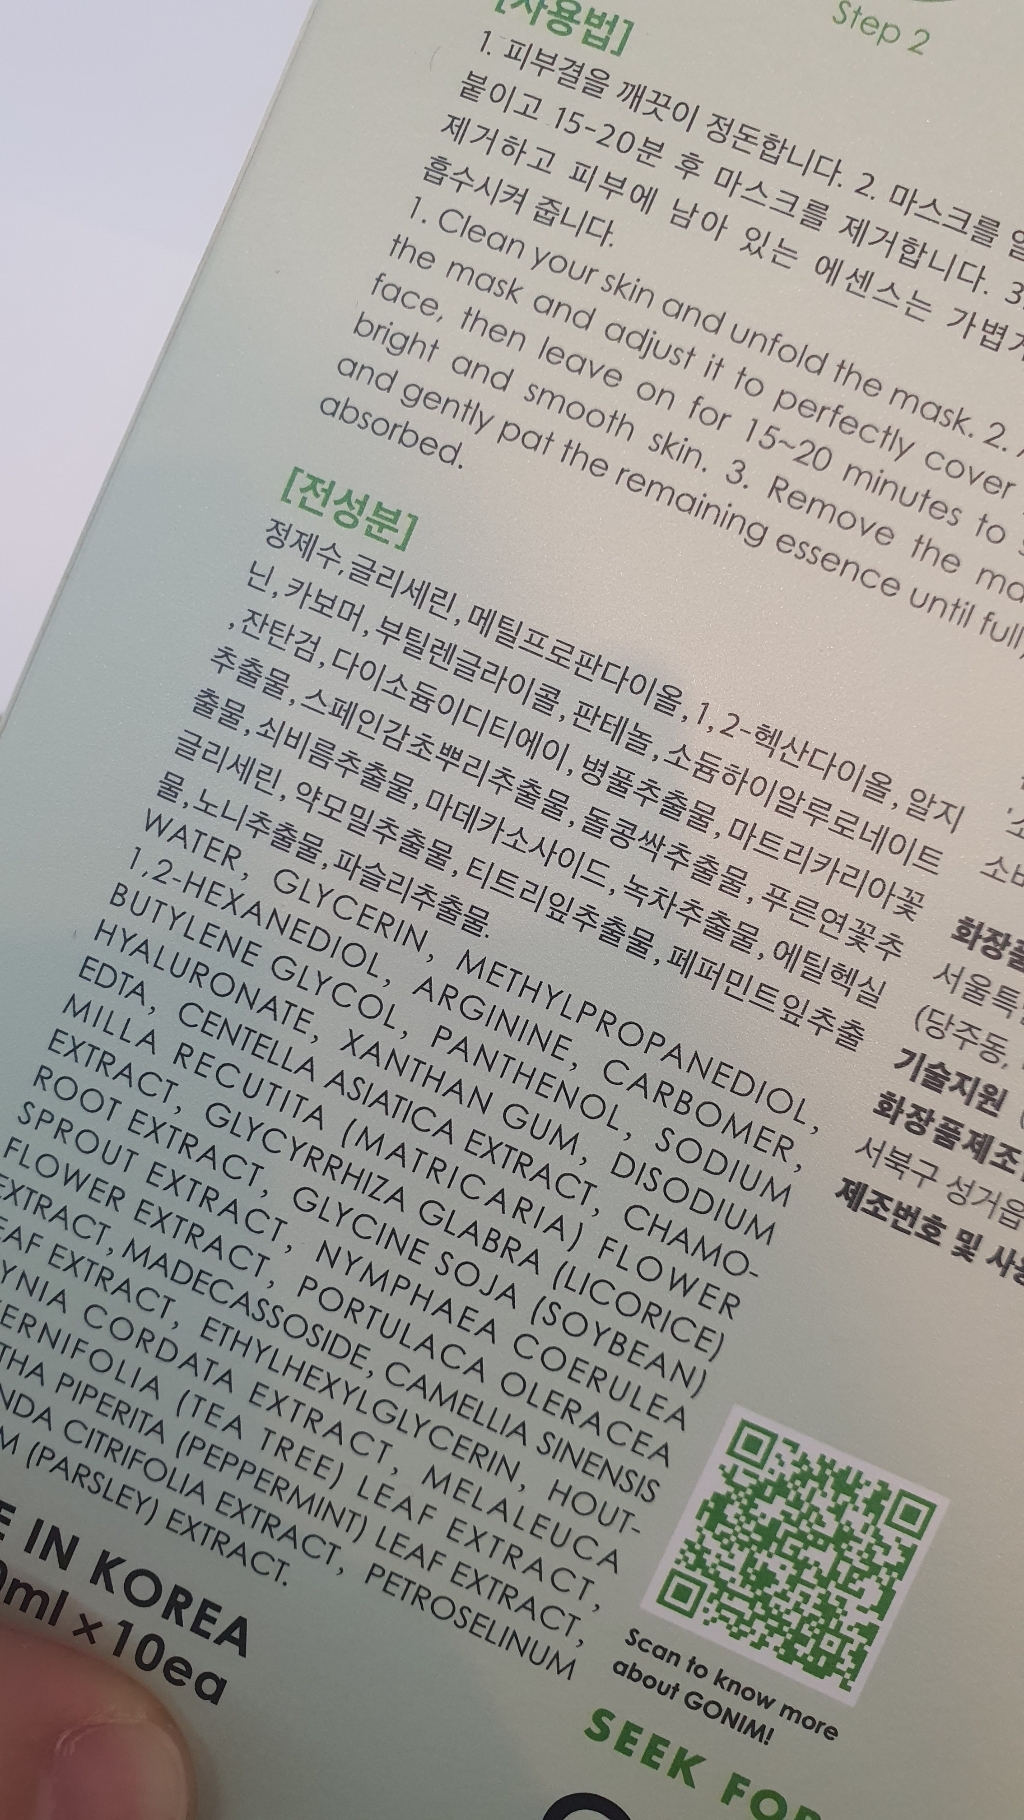 Step 2
[사용법]
1. 피부결을 깨끗이 정돈합니다. 2. 마스크를
붙이고 15-20분 후 마스크를 제거합니다. 3.
제거하고 피부에 남아 있는 에센스는 가볍게
흡수시켜 줍니다.
1. Clean your skin and unfold the mask. 2.
the mask and adjust it to perfectly cover
face, then leave on for 15~20 minutes to
bright and smooth skin. 3. Remove the
and gently pat the remaining essence until
absorbed.
[전성분]
정제수,글리세린,메틸프로판다이올,1,2-헥산다이올,알지
닌,카보머,부틸렌글라이콜,판테놀,소듐하이알루로네이트
,잔탄검,다이소듐이디티에이,병풀추출물,마트리카리아꽃
추출물,스페인감초뿌리추출물,돌콩싹추출물,푸른연꽃추
출물,쇠비름추출물,마데카소사이드,녹차추출물,에틸헥실
글리세린,약모밀추출물,티트리잎추출물,페퍼민트잎추출
물,노니추출물,파슬리추출물.
WATER, GLYCERIN, METHYLPROPANEDIOL,
1,2-HEXANEDIOL, ARGININE, CARBOMER,
BUTYLENE GLYCOL, PANTHENOL, SODIUM
HYALURONATE, XANTHAN GUM, DISODIUM
EDTA, CENTELLA ASIATICA EXTRACT, CHAMO-
MILLA RECUTITA (MATRICARIA) FLOWER
EXTRACT, GLYCYRRHIZA GLABRA (LICORICE)
ROOT EXTRACT, GLYCINE SOJA (SOYBEAN)
SPROUT EXTRACT, NYMPHAEA COERULEA
FLOWER EXTRACT, PORTULACA OLERACEA
EXTRACT, MADECASSOSIDE, CAMELLIA SINENSIS
EAF EXTRACT, ETHYLHEXYLGLYCERIN, HOUT-
YNIA CORDATA EXTRACT, MELALEUCA
ERNIFOLIA (TEA TREE) LEAF EXTRACT,
THA PIPERITA (PEPPERMINT) LEAF EXTRACT,
NDA CITRIFOLIA EXTRACT, PETROSELINUM
M (PARSLEY) EXTRACT.
E IN KOREA
0ml × 10ea
화장품
서울특
(당주동,
기술지원
화장품제조
서북구 성거읍
제조번호 및 사용
Scan to know more
about GONIM!
SEEK FOR